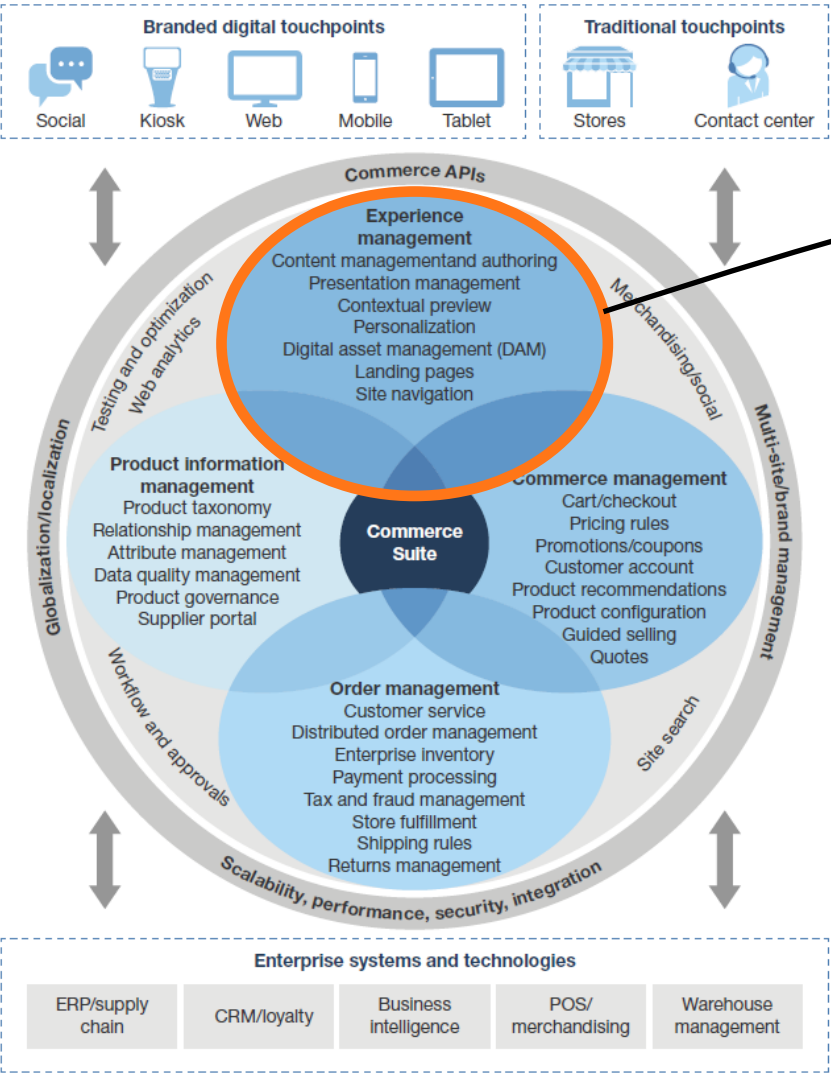 Branded digital touchpoints
Social
Kiosk
Web
Mobile
Tablet
Traditional touchpoints
Stores
Contact center
Commerce APIs
Experience
management
Content managementand authoring
Presentation management
Contextual preview
Personalization
Digital asset management (DAM)
Landing pages
Site navigation
Testing and optimization
Web analytics
Merchandising/social
Globalization/localization
Multi-site/brand management
Product information
management
Product taxonomy
Relationship management
Attribute management
Data quality management
Product governance
Supplier portal
Commerce
Suite
Commerce management
Cart/checkout
Pricing rules
Promotions/coupons
Customer account
Product recommendations
Product configuration
Guided selling
Quotes
Order management
Customer service
Distributed order management
Enterprise inventory
Payment processing
Tax and fraud management
Store fulfillment
Shipping rules
Returns management
Workflow and approvals
Site search
Scalability, performance, security, integration
Enterprise systems and technologies
ERP/supply
chain
CRM/loyalty
Business
intelligence
POS/
merchandising
Warehouse
management